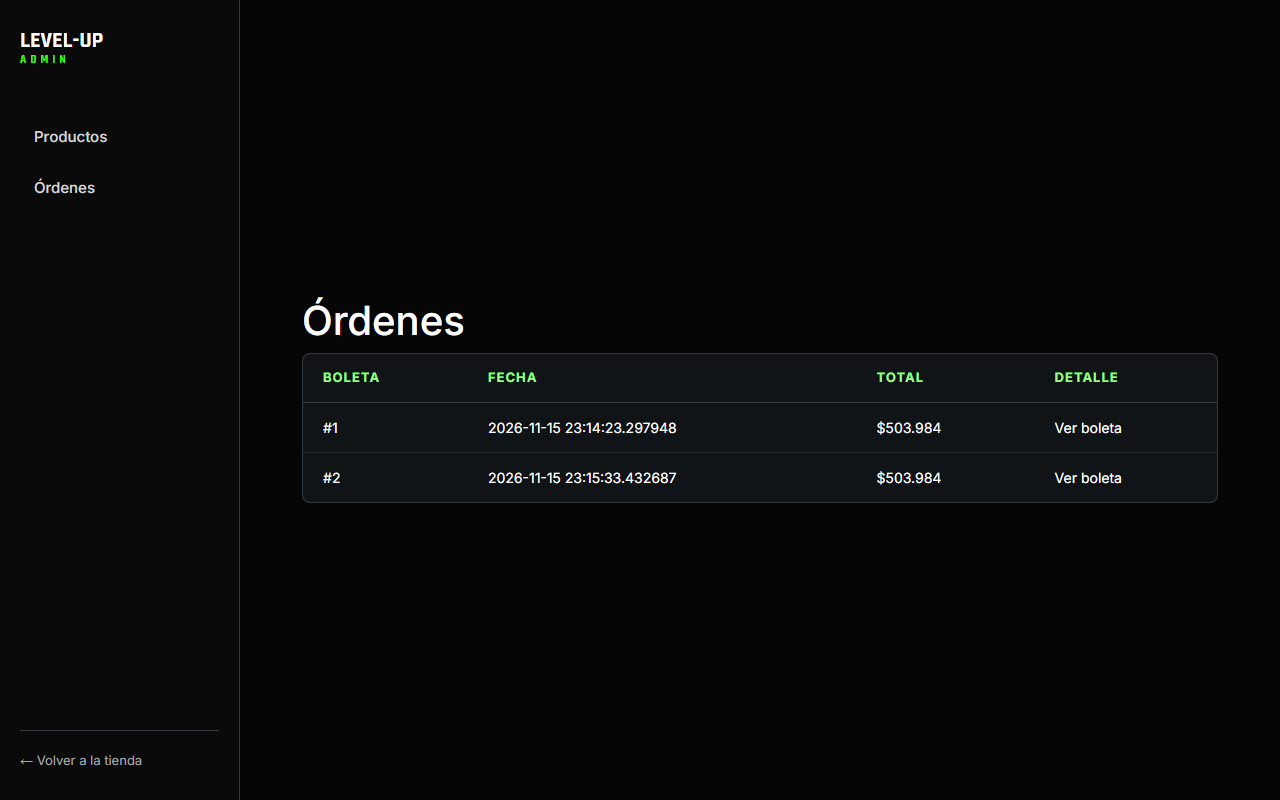 LEVEL-UP
ADMIN
Productos
Órdenes
← Volver a la tienda
Órdenes
BOLETA FECHA TOTAL DETALLE
#1 2026-11-15 23:14:23.297948 $503.984 Ver boleta
#2 2026-11-15 23:15:33.432687 $503.984 Ver boleta